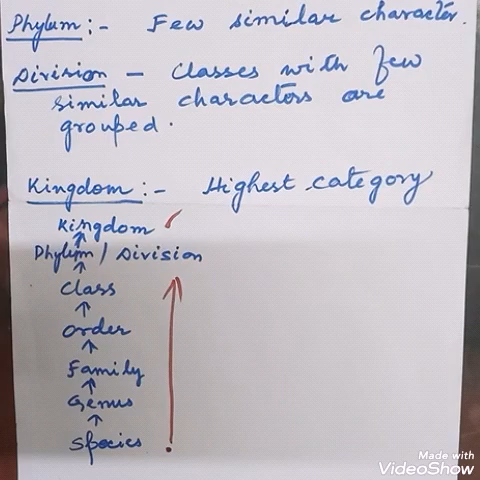 Phylum :- Few similar character.
Division - Classes with few
similar characters are
grouped.
Kingdom :- Highest category
Kingdom
↑
Phylum / Division
↑
Class
↑
order
↑
Family
↑
Genus
↑
Species
Made with
VideoShow